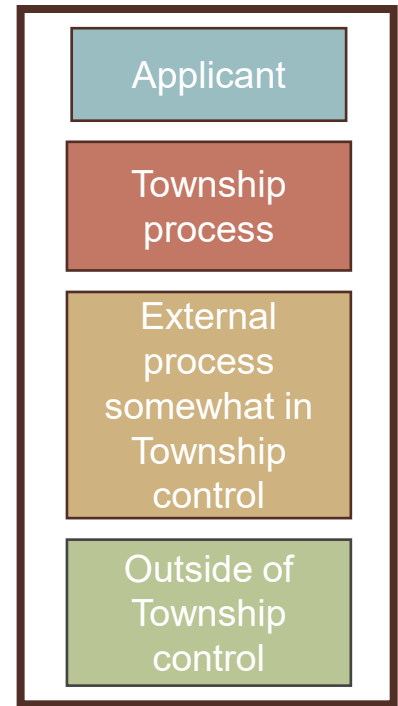 Applicant
Township
process
External
process
somewhat in
Township
control
Outside of
Township
control